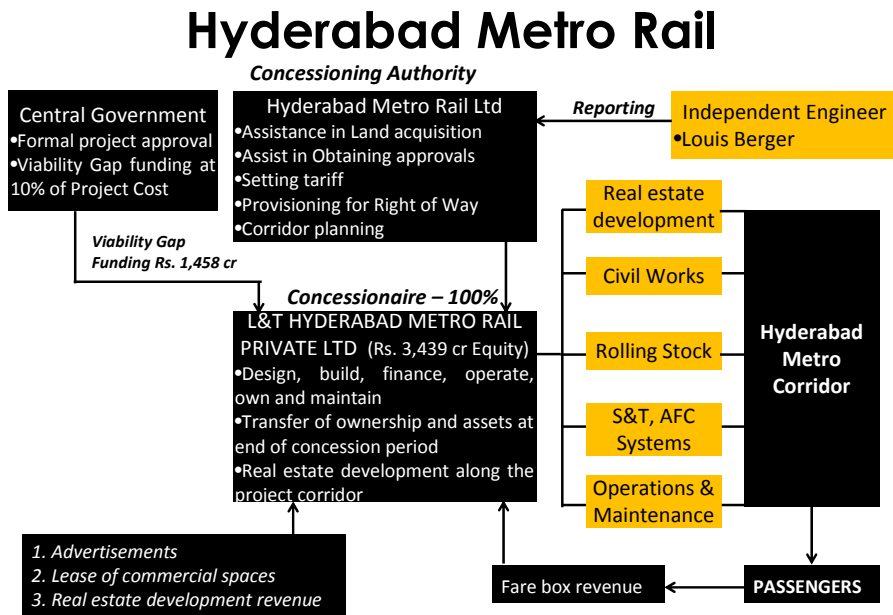 Hyderabad Metro Rail
Concessioning Authority
Central Government
•Formal project approval
•Viability Gap funding at
10% of Project Cost
Hyderabad Metro Rail Ltd
•Assistance in Land acquisition
•Assist in Obtaining approvals
•Setting tariff
•Provisioning for Right of Way
•Corridor planning
Reporting
Independent Engineer
•Louis Berger
Viability Gap
Funding Rs. 1,458 cr
Concessionaire – 100%
L&T HYDERABAD METRO RAIL
PRIVATE LTD (Rs. 3,439 cr Equity)
•Design, build, finance, operate,
own and maintain
•Transfer of ownership and assets at
end of concession period
•Real estate development along the
project corridor
Real estate
development
Civil Works
Rolling Stock
S&T, AFC
Systems
Operations &
Maintenance
Hyderabad
Metro
Corridor
1. Advertisements
2. Lease of commercial spaces
3. Real estate development revenue
Fare box revenue
PASSENGERS